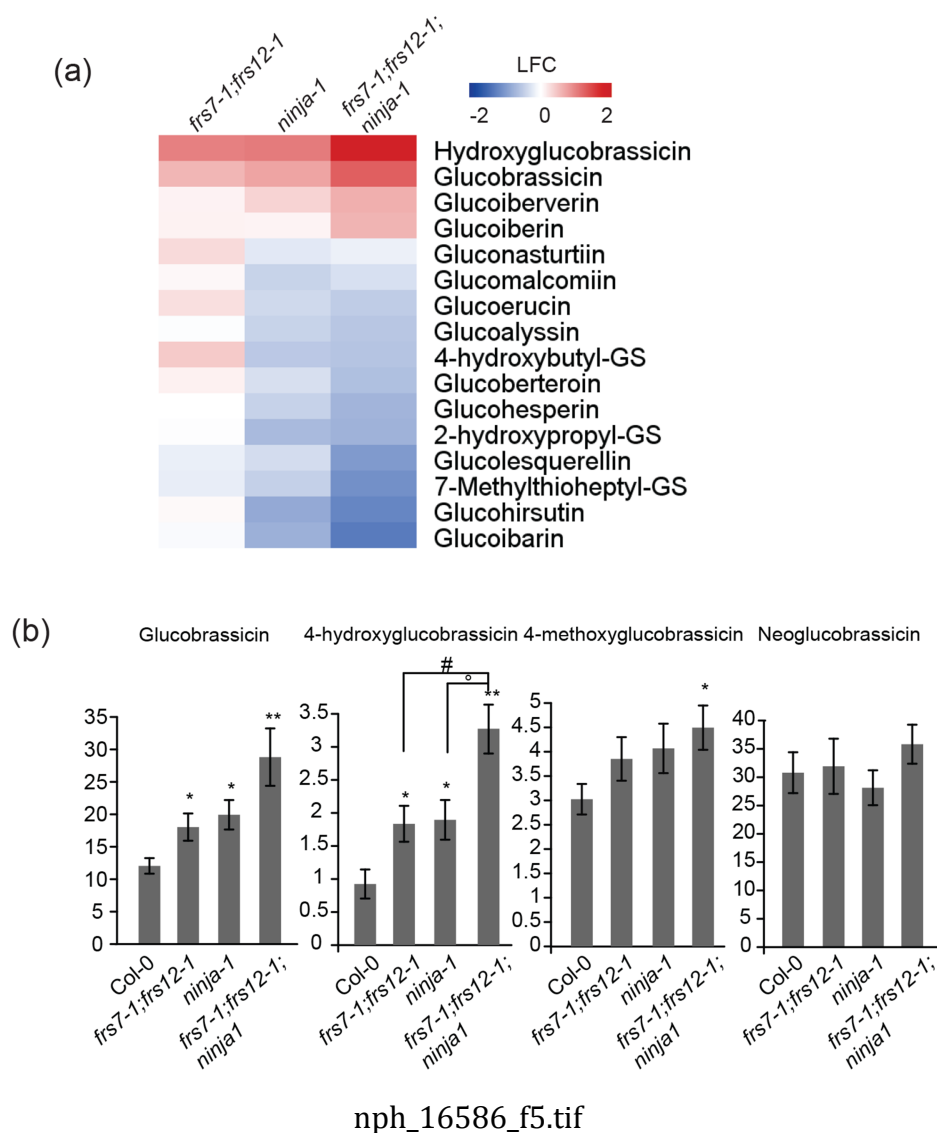 (a)
frs7-1;frs12-1
ninja-1
frs7-1;frs12-1;
ninja-1
LFC
-2 0 2
Hydroxyglucobrassicin
Glucobrassicin
Glucoiberverin
Glucoiberin
Gluconasturtiin
Glucomalcomiin
Glucoerucin
Glucoalyssin
4-hydroxybutyl-GS
Glucoberteroin
Glucohesperin
2-hydroxypropyl-GS
Glucolesquerellin
7-Methylthioheptyl-GS
Glucohirsutin
Glucoibarin
(b)
Glucobrassicin
35
30
25
20
15
10
5
0
*
*
**
Col-0
frs7-1;frs12-1
ninja-1
frs7-1;frs12-1;
ninja1
4-hydroxyglucobrassicin
3.5
3
2.5
2
1.5
1
0.5
0
#
°
*
*
**
Col-0
frs7-1;frs12-1
ninja-1
frs7-1;frs12-1;
ninja1
4-methoxyglucobrassicin
5
4.5
4
3.5
3
2.5
2
1.5
1
0.5
0
*
Col-0
frs7-1;frs12-1
ninja-1
frs7-1;frs12-1;
ninja1
Neoglucobrassicin
45
40
35
30
25
20
15
10
5
0
Col-0
frs7-1;frs12-1
ninja-1
frs7-1;frs12-1;
ninja1
nph_16586_f5.tif